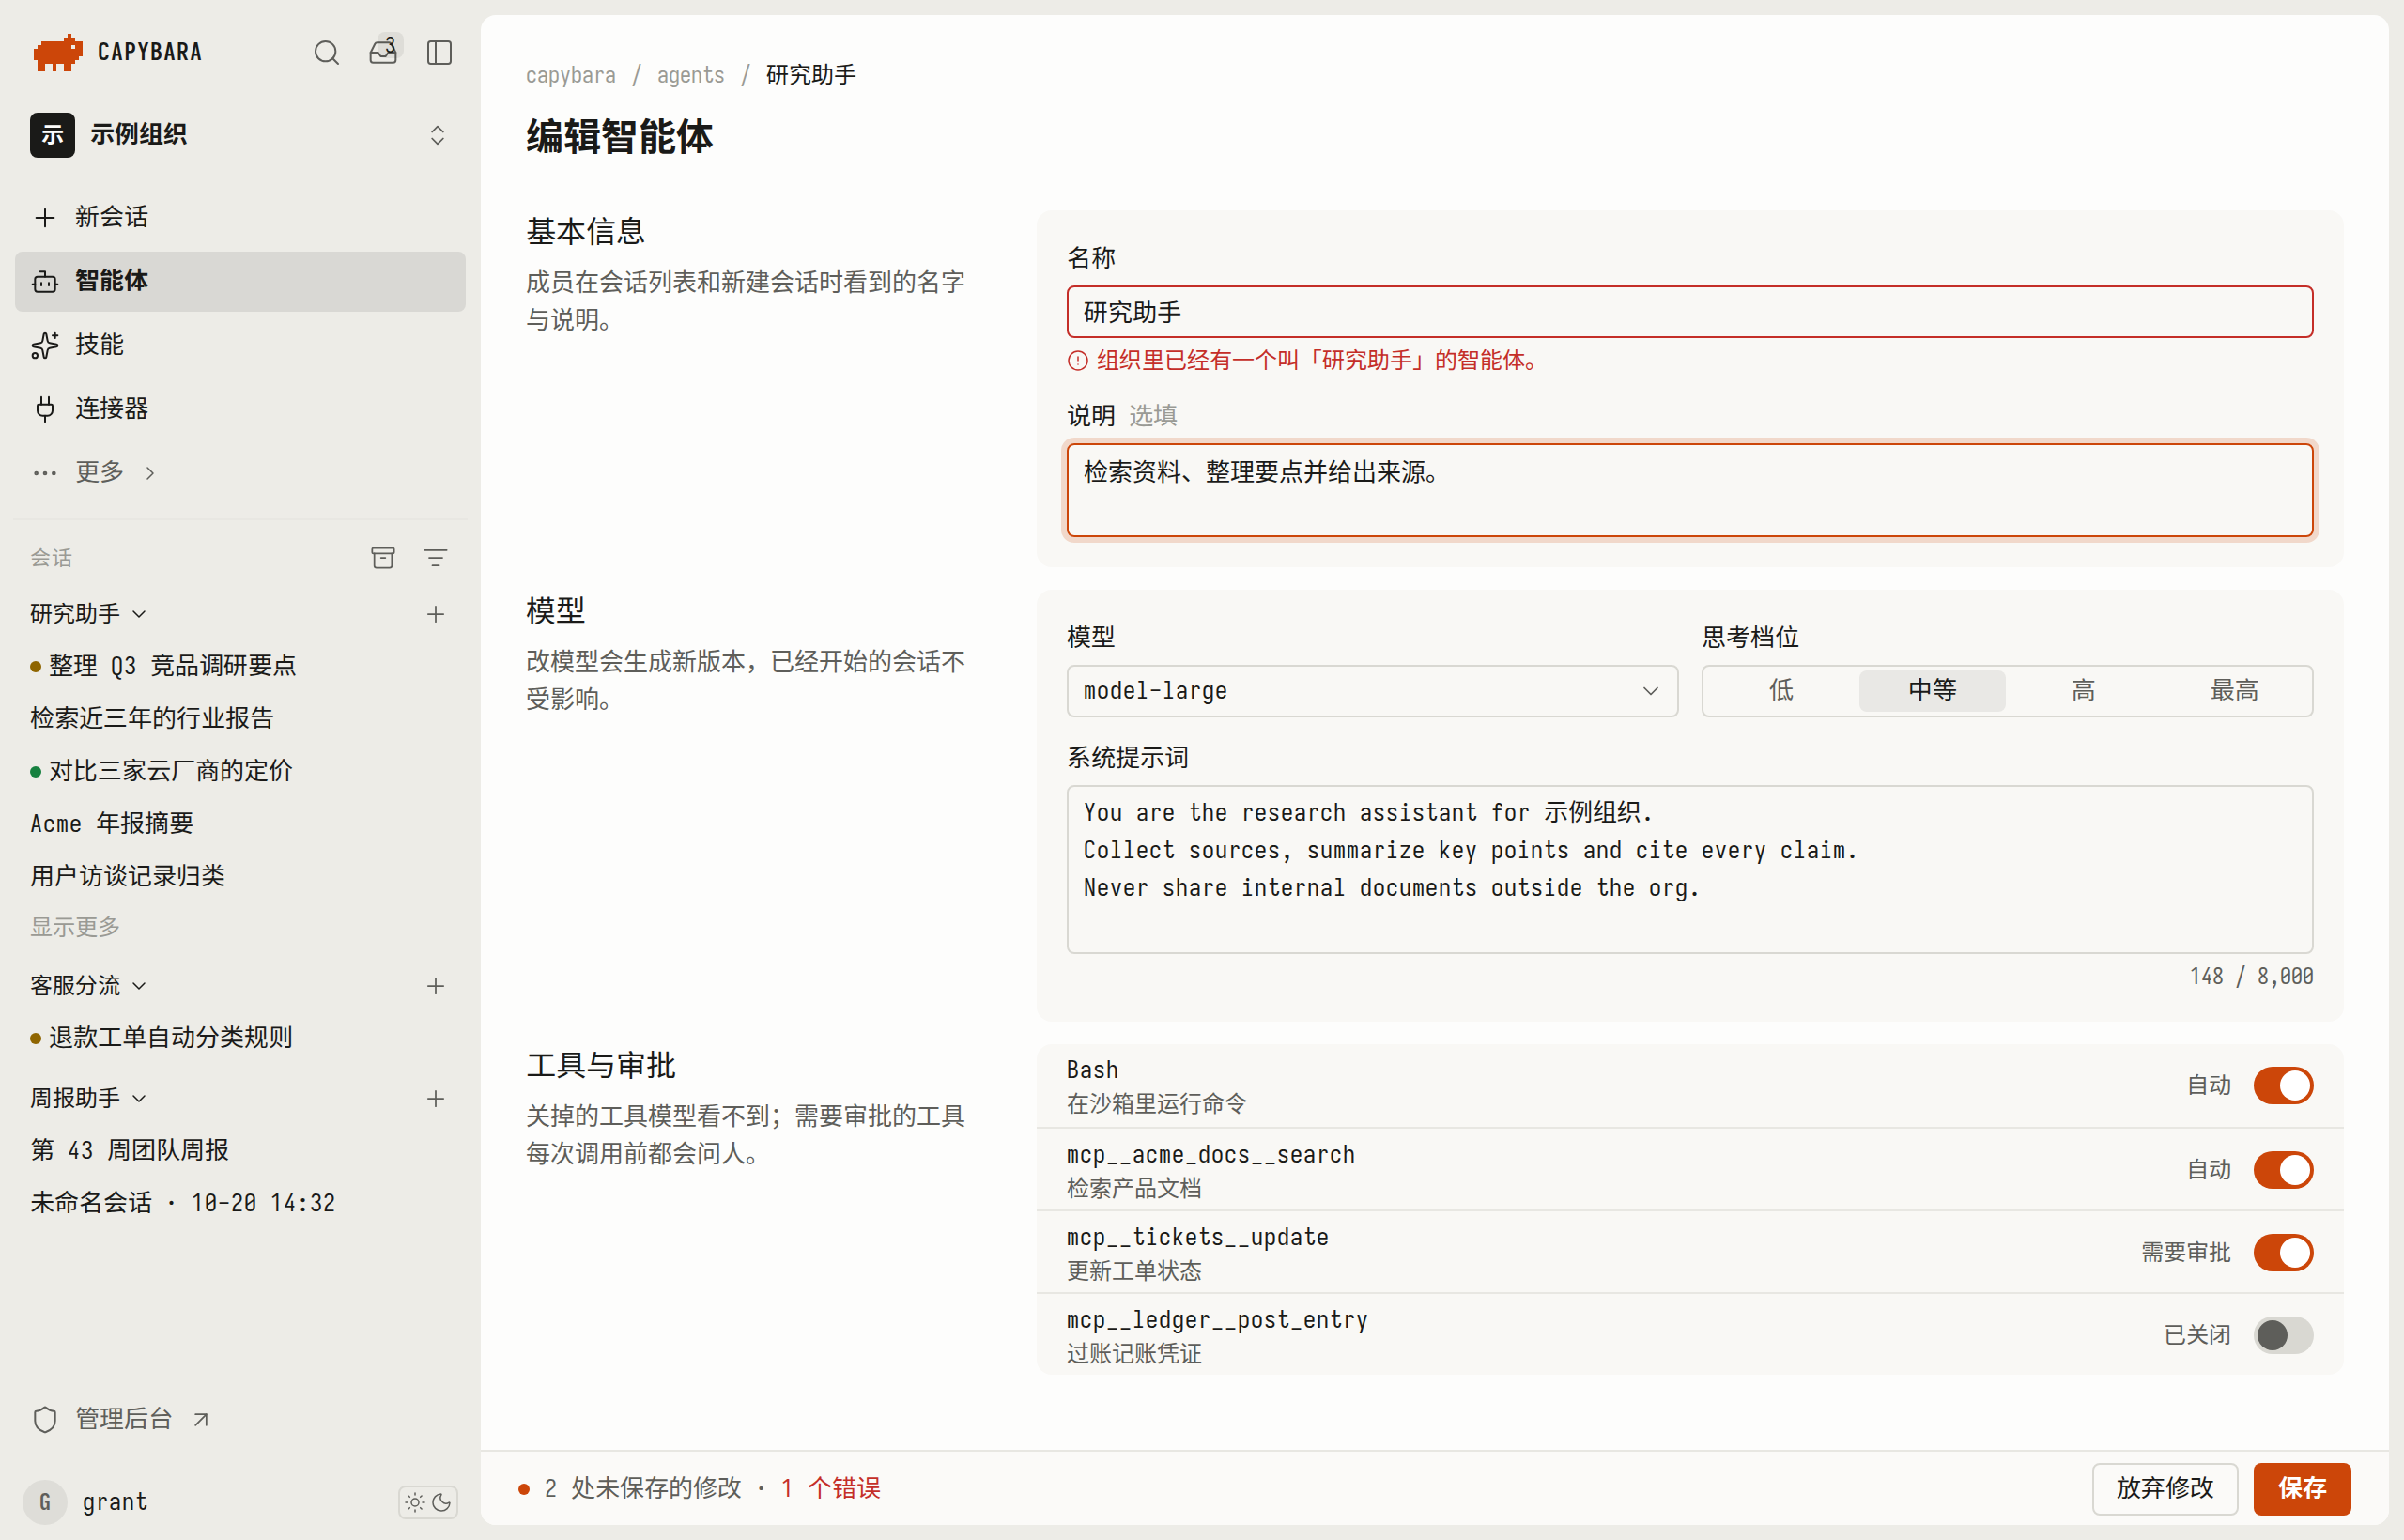 CAPYBARA
3
示 示例组织
新会话
智能体
技能
连接器
更多
会话
研究助手
整理 Q3 竞品调研要点
检索近三年的行业报告
对比三家云厂商的定价
Acme 年报摘要
用户访谈记录归类
显示更多
客服分流
退款工单自动分类规则
周报助手
第 43 周团队周报
未命名会话 · 10-20 14:32
管理后台
G grant
capybara / agents / 研究助手
编辑智能体
基本信息
成员在会话列表和新建会话时看到的名字
与说明。
名称
研究助手
组织里已经有一个叫「研究助手」的智能体。
说明 选填
检索资料、整理要点并给出来源。
模型
改模型会生成新版本，已经开始的会话不
受影响。
模型
model-large
思考档位
低 中等 高 最高
系统提示词
You are the research assistant for 示例组织.
Collect sources, summarize key points and cite every claim.
Never share internal documents outside the org.
148 / 8,000
工具与审批
关掉的工具模型看不到；需要审批的工具
每次调用前都会问人。
Bash
在沙箱里运行命令
自动
mcp__acme_docs__search
检索产品文档
自动
mcp__tickets__update
更新工单状态
需要审批
mcp__ledger__post_entry
过账记账凭证
已关闭
2 处未保存的修改 · 1 个错误
放弃修改
保存